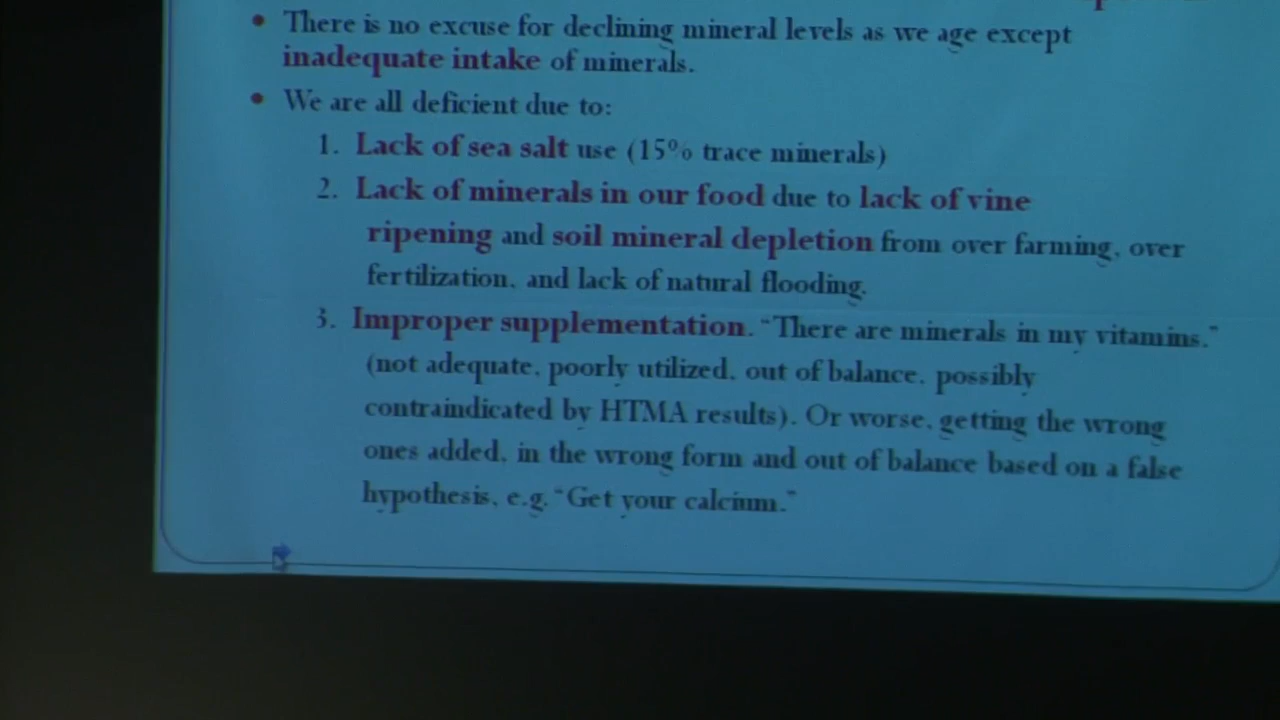 • There is no excuse for declining mineral levels as we age except
inadequate intake of minerals.
• We are all deficient due to:
1. Lack of sea salt use (15% trace minerals)
2. Lack of minerals in our food due to lack of vine
ripening and soil mineral depletion from over farming, over
fertilization, and lack of natural flooding.
3. Improper supplementation. “There are minerals in my vitamins.”
(not adequate, poorly utilized, out of balance, possibly
contraindicated by HTMA results). Or worse, getting the wrong
ones added, in the wrong form and out of balance based on a false
hypothesis, e.g. “Get your calcium.”